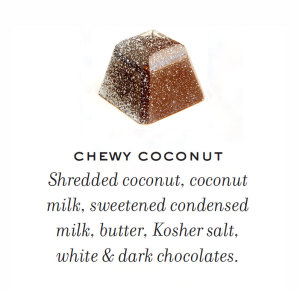 CHEWY COCONUT
Shredded coconut, coconut
milk, sweetened condensed
milk, butter, Kosher salt,
white & dark chocolates.